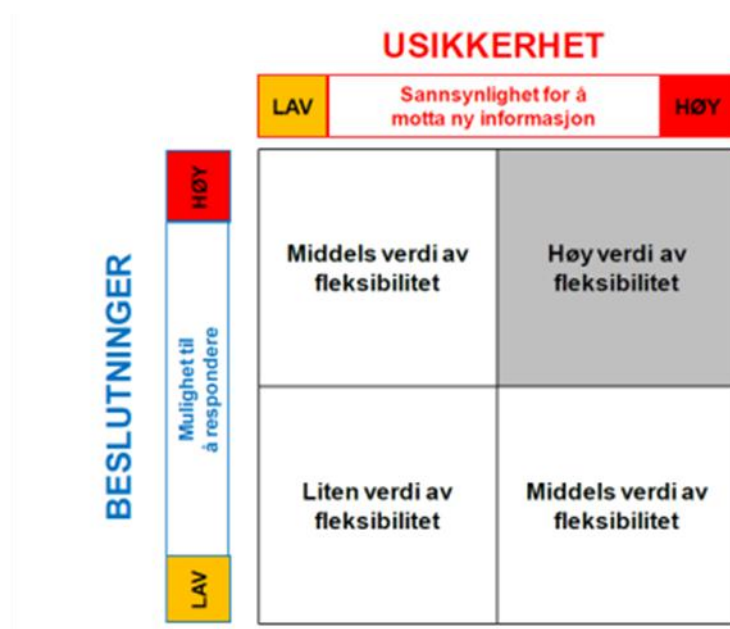 USIKKERHET
LAV
Sannsynlighet for å
motta ny informasjon
HØY
BESLUTNINGER
HØY
Mulighet til
å respondere
LAV
Middels verdi av
fleksibilitet
Høy verdi av
fleksibilitet
Liten verdi av
fleksibilitet
Middels verdi av
fleksibilitet